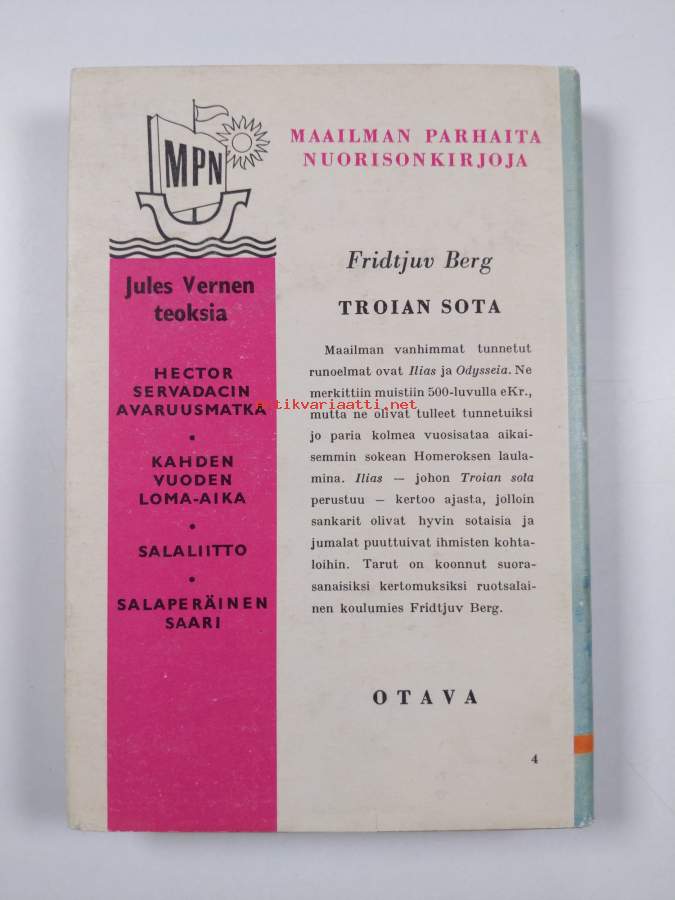 MPN
MAAILMAN PARHAITA
NUORISONKIRJOJA
Jules Vernen
teoksia
HECTOR
SERVADACIN
AVARUUSMATKA
•
KAHDEN
VUODEN
LOMA-AIKA
•
SALALIITTO
•
SALAPERÄINEN
SAARI
Fridtjuv Berg
TROIAN SOTA
Maailman vanhimmat tunnetut
runoelmat ovat Ilias ja Odysseia. Ne
merkittiin muistiin 500-luvulla eKr.,
mutta ne olivat tulleet tunnetuiksi
jo paria kolmea vuosisataa aikai-
semmin sokean Homeroksen laula-
mina. Ilias — johon Troian sota
perustuu — kertoo ajasta, jolloin
sankarit olivat hyvin sotaisia ja
jumalat puuttuivat ihmisten kohta-
loihin. Tarut on koonnut suora-
sanaisiksi kertomuksiksi ruotsalai-
nen koulumies Fridtjuv Berg.
OTAVA
4
antikvariaatti.net